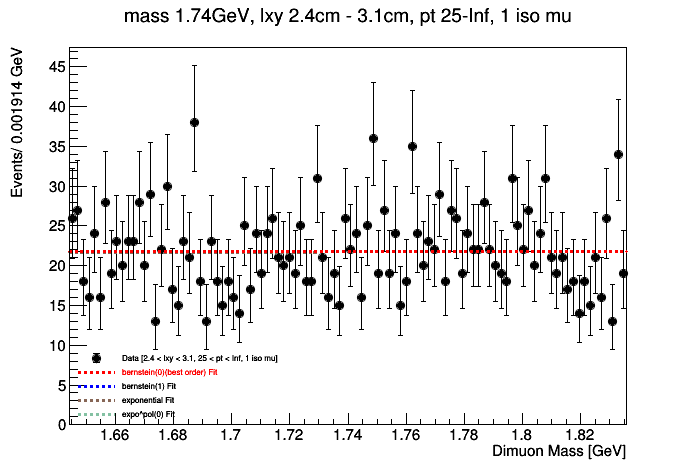 mass 1.74GeV, lxy 2.4cm - 3.1cm, pt 25-Inf, 1 iso mu
Events/ 0.001914 GeV
45
40
35
30
25
20
15
10
5
0
Data [2.4 < lxy < 3.1, 25 < pt < Inf, 1 iso mu]
bernstein(0)(best order) Fit
bernstein(1) Fit
exponential Fit
expo*pol(0) Fit
1.66 1.68 1.7 1.72 1.74 1.76 1.78 1.8 1.82
Dimuon Mass [GeV]